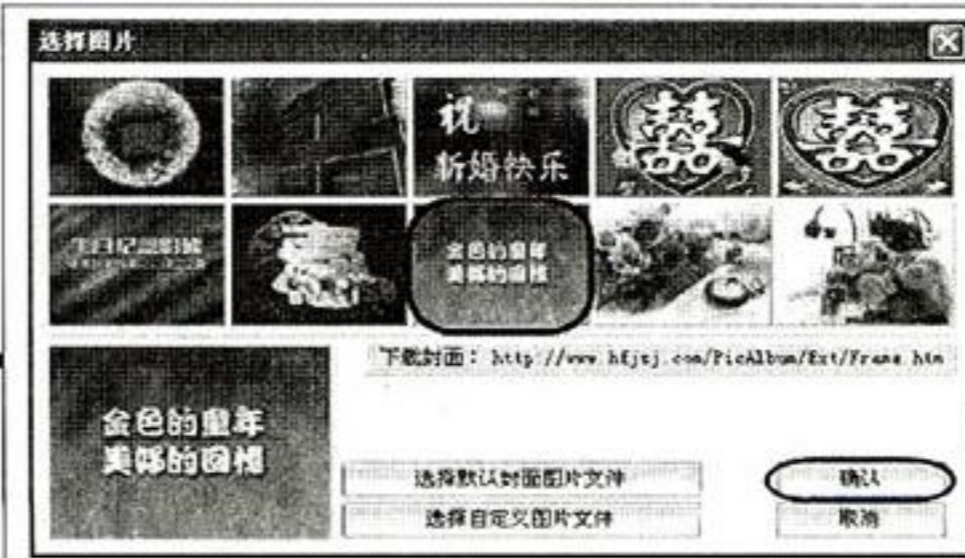 选择图片
祝
新婚快乐
金色的童年
美好的回忆
下载封面：http://www.hfjsj.com/PicAlbum/Ext/Frame.htm
金色的童年
美好的回忆
选择默认封面图片文件
确认
选择自定义图片文件
取消
囍
囍